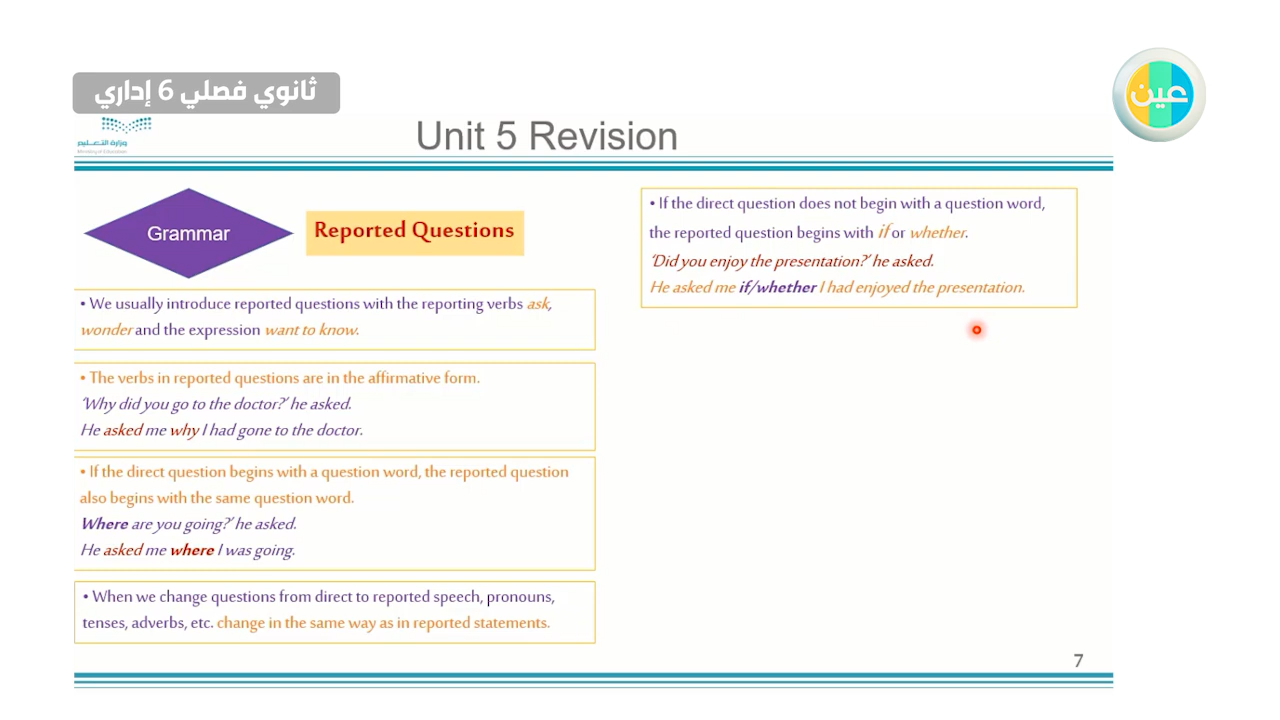 ثانوي فصلي 6 إداري
عين
وزارة التعليم
Ministry of Education
Unit 5 Revision
Grammar
Reported Questions
• We usually introduce reported questions with the reporting verbs ask,
wonder and the expression want to know.
• The verbs in reported questions are in the affirmative form.
‘Why did you go to the doctor?’ he asked.
He asked me why I had gone to the doctor.
• If the direct question begins with a question word, the reported question
also begins with the same question word.
Where are you going?’ he asked.
He asked me where I was going.
• When we change questions from direct to reported speech, pronouns,
tenses, adverbs, etc. change in the same way as in reported statements.
• If the direct question does not begin with a question word,
the reported question begins with if or whether.
‘Did you enjoy the presentation?’ he asked.
He asked me if/whether I had enjoyed the presentation.
7